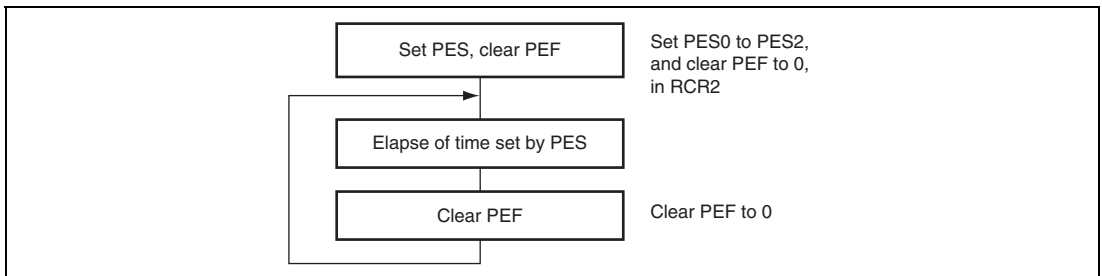 Set PES, clear PEF
Set PES0 to PES2,
and clear PEF to 0,
in RCR2
Elapse of time set by PES
Clear PEF
Clear PEF to 0